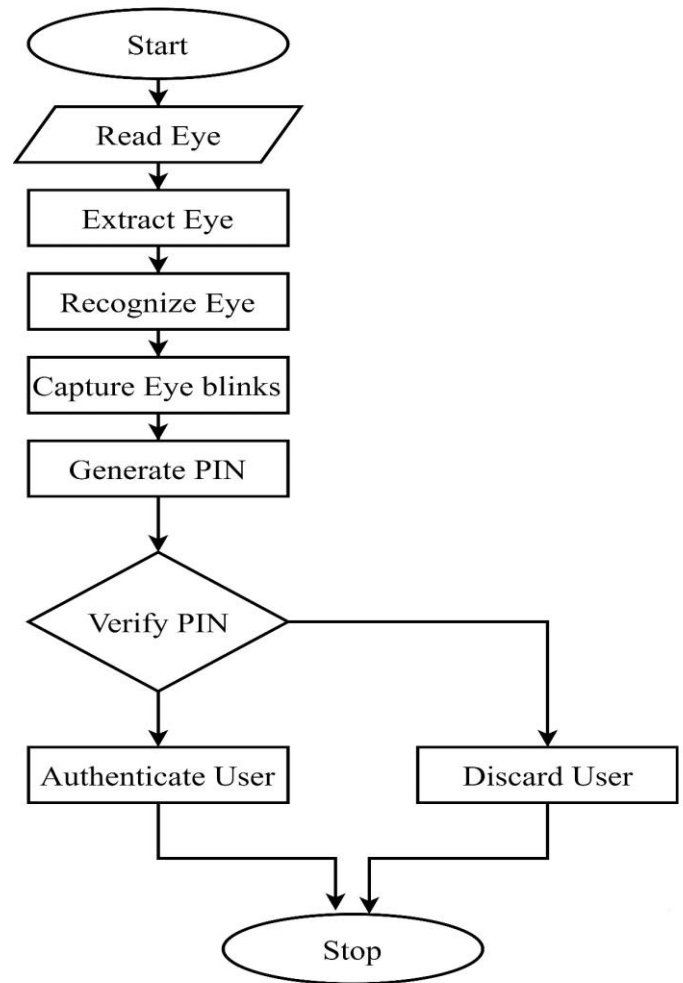 Start
Read Eye
Extract Eye
Recognize Eye
Capture Eye blinks
Generate PIN
Verify PIN
Authenticate User
Discard User
Stop